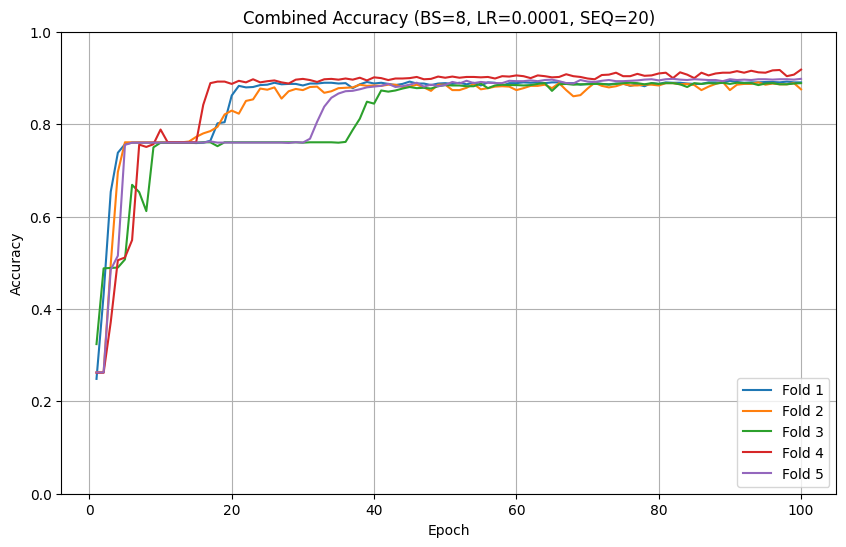 Combined Accuracy (BS=8, LR=0.0001, SEQ=20)
1.0
0.8
0.6
0.4
0.2
0.0
Accuracy
0 20 40 60 80 100
Epoch
Fold 1
Fold 2
Fold 3
Fold 4
Fold 5